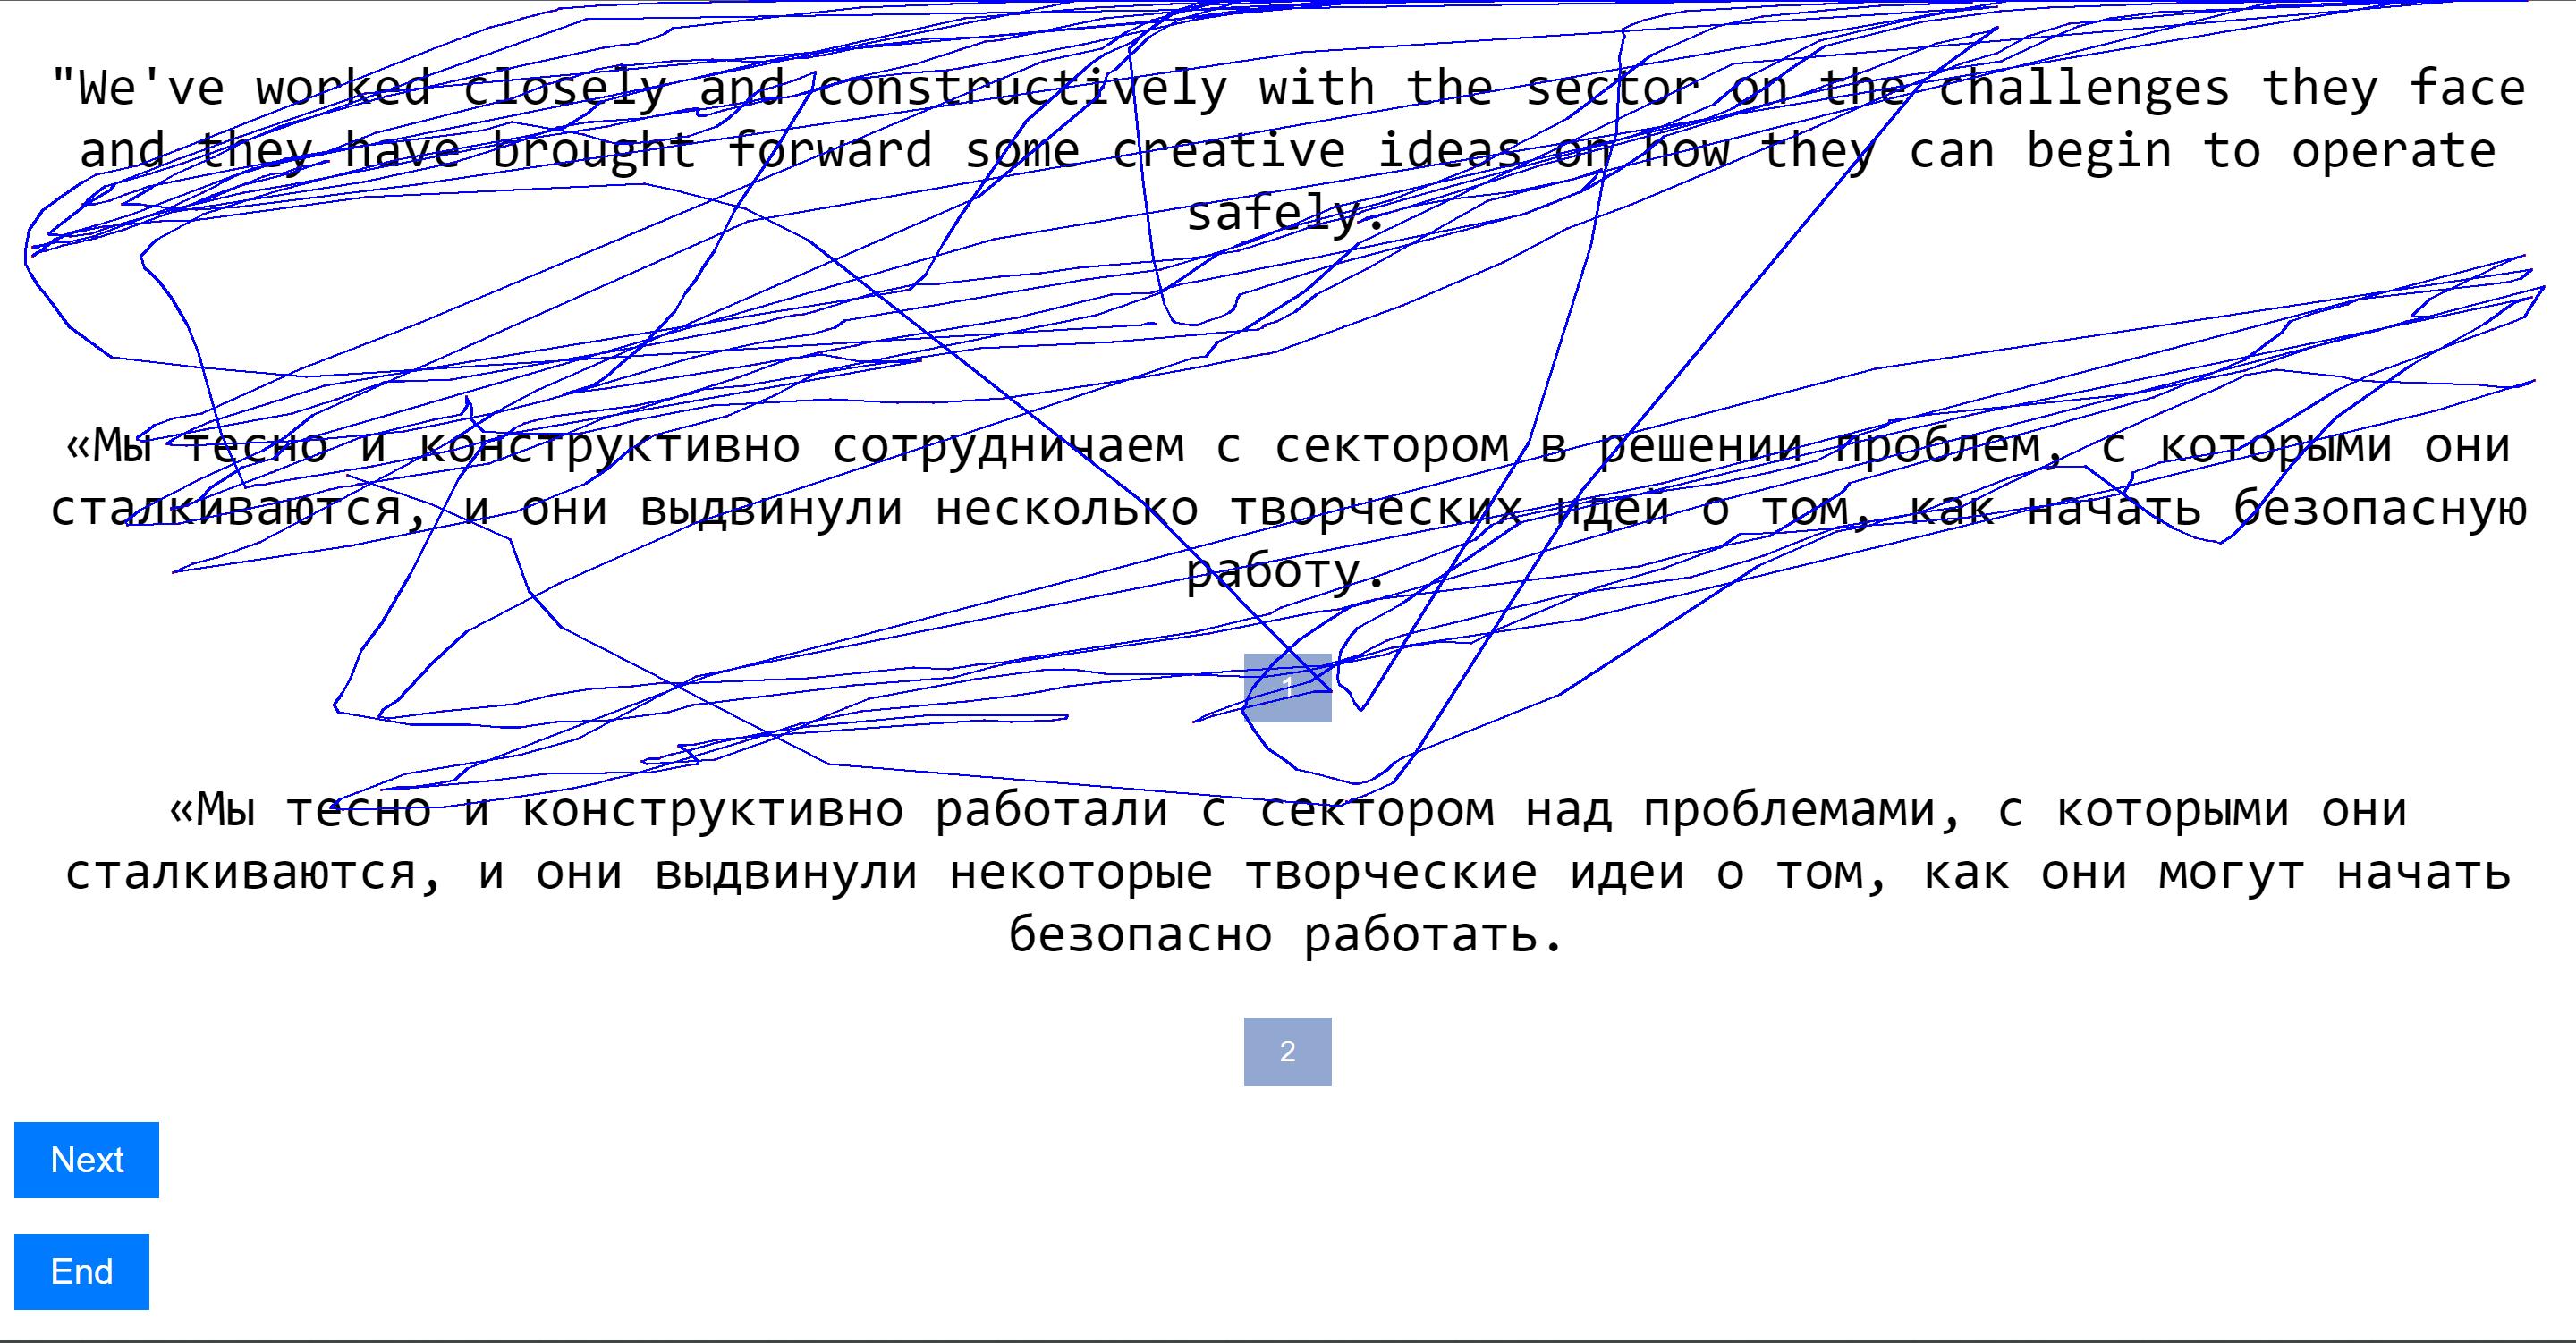 "We've worked closely and constructively with the sector on the challenges they face
and they have brought forward some creative ideas on how they can begin to operate
safely.
«Мы тесно и конструктивно сотрудничаем с сектором в решении проблем, с которыми они
сталкиваются, и они выдвинули несколько творческих идей о том, как начать безопасную
работу.
1
«Мы тесно и конструктивно работали с сектором над проблемами, с которыми они
сталкиваются, и они выдвинули некоторые творческие идеи о том, как они могут начать
безопасно работать.
2
Next
End